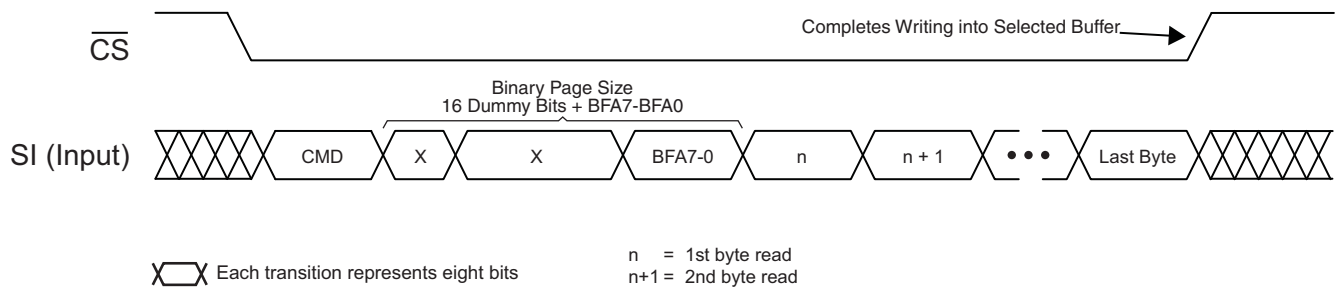 Completes Writing into Selected Buffer
CS
Binary Page Size
16 Dummy Bits + BFA7-BFA0
SI (Input)
CMD X X BFA7-0 n n + 1 ••• Last Byte
Each transition represents eight bits
n = 1st byte read
n+1 = 2nd byte read